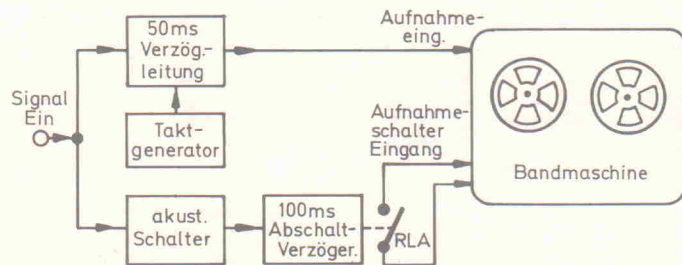 50ms
Verzög.-
leitung
Aufnahme-
eing.
Signal
Ein
Takt-
generator
Aufnahme-
schalter
Eingang
Bandmaschine
akust.
Schalter
100ms
Abschalt-
Verzöger.
RLA